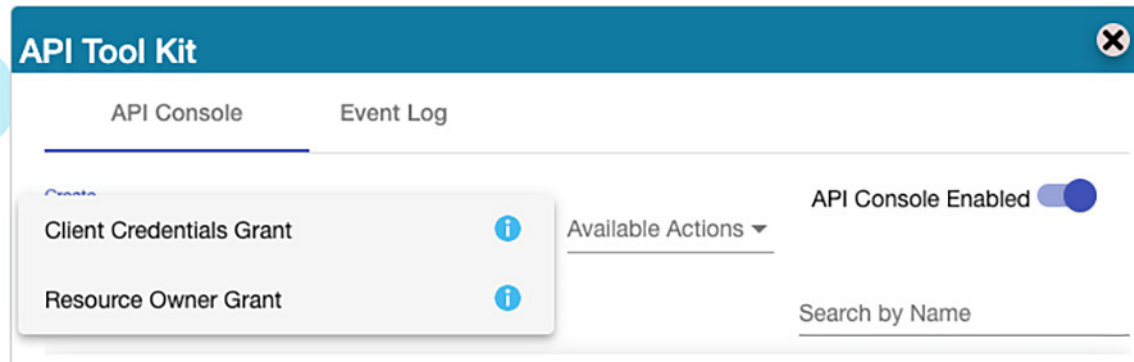 API Tool Kit
API Console
Event Log
Create
API Console Enabled
Client Credentials Grant
Available Actions
Resource Owner Grant
Search by Name